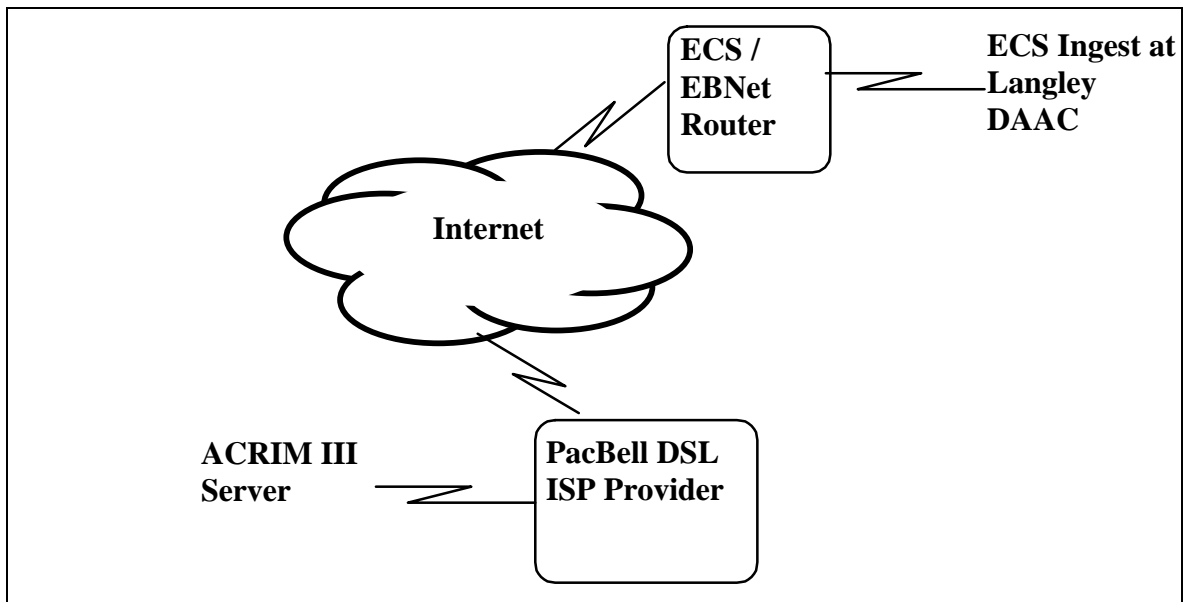 ECS /
EBNet
Router
ECS Ingest at
Langley
DAAC
Internet
ACRIM III
Server
PacBell DSL
ISP Provider